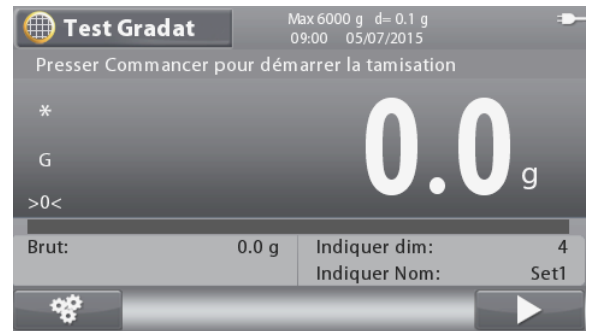 Test Gradat
Max 6000 g d= 0.1 g
09:00 05/07/2015
Presser Commancer pour démarrer la tamisation
*
G
>0<
0.0 g
Brut: 0.0 g
Indiquer dim: 4
Indiquer Nom: Set1